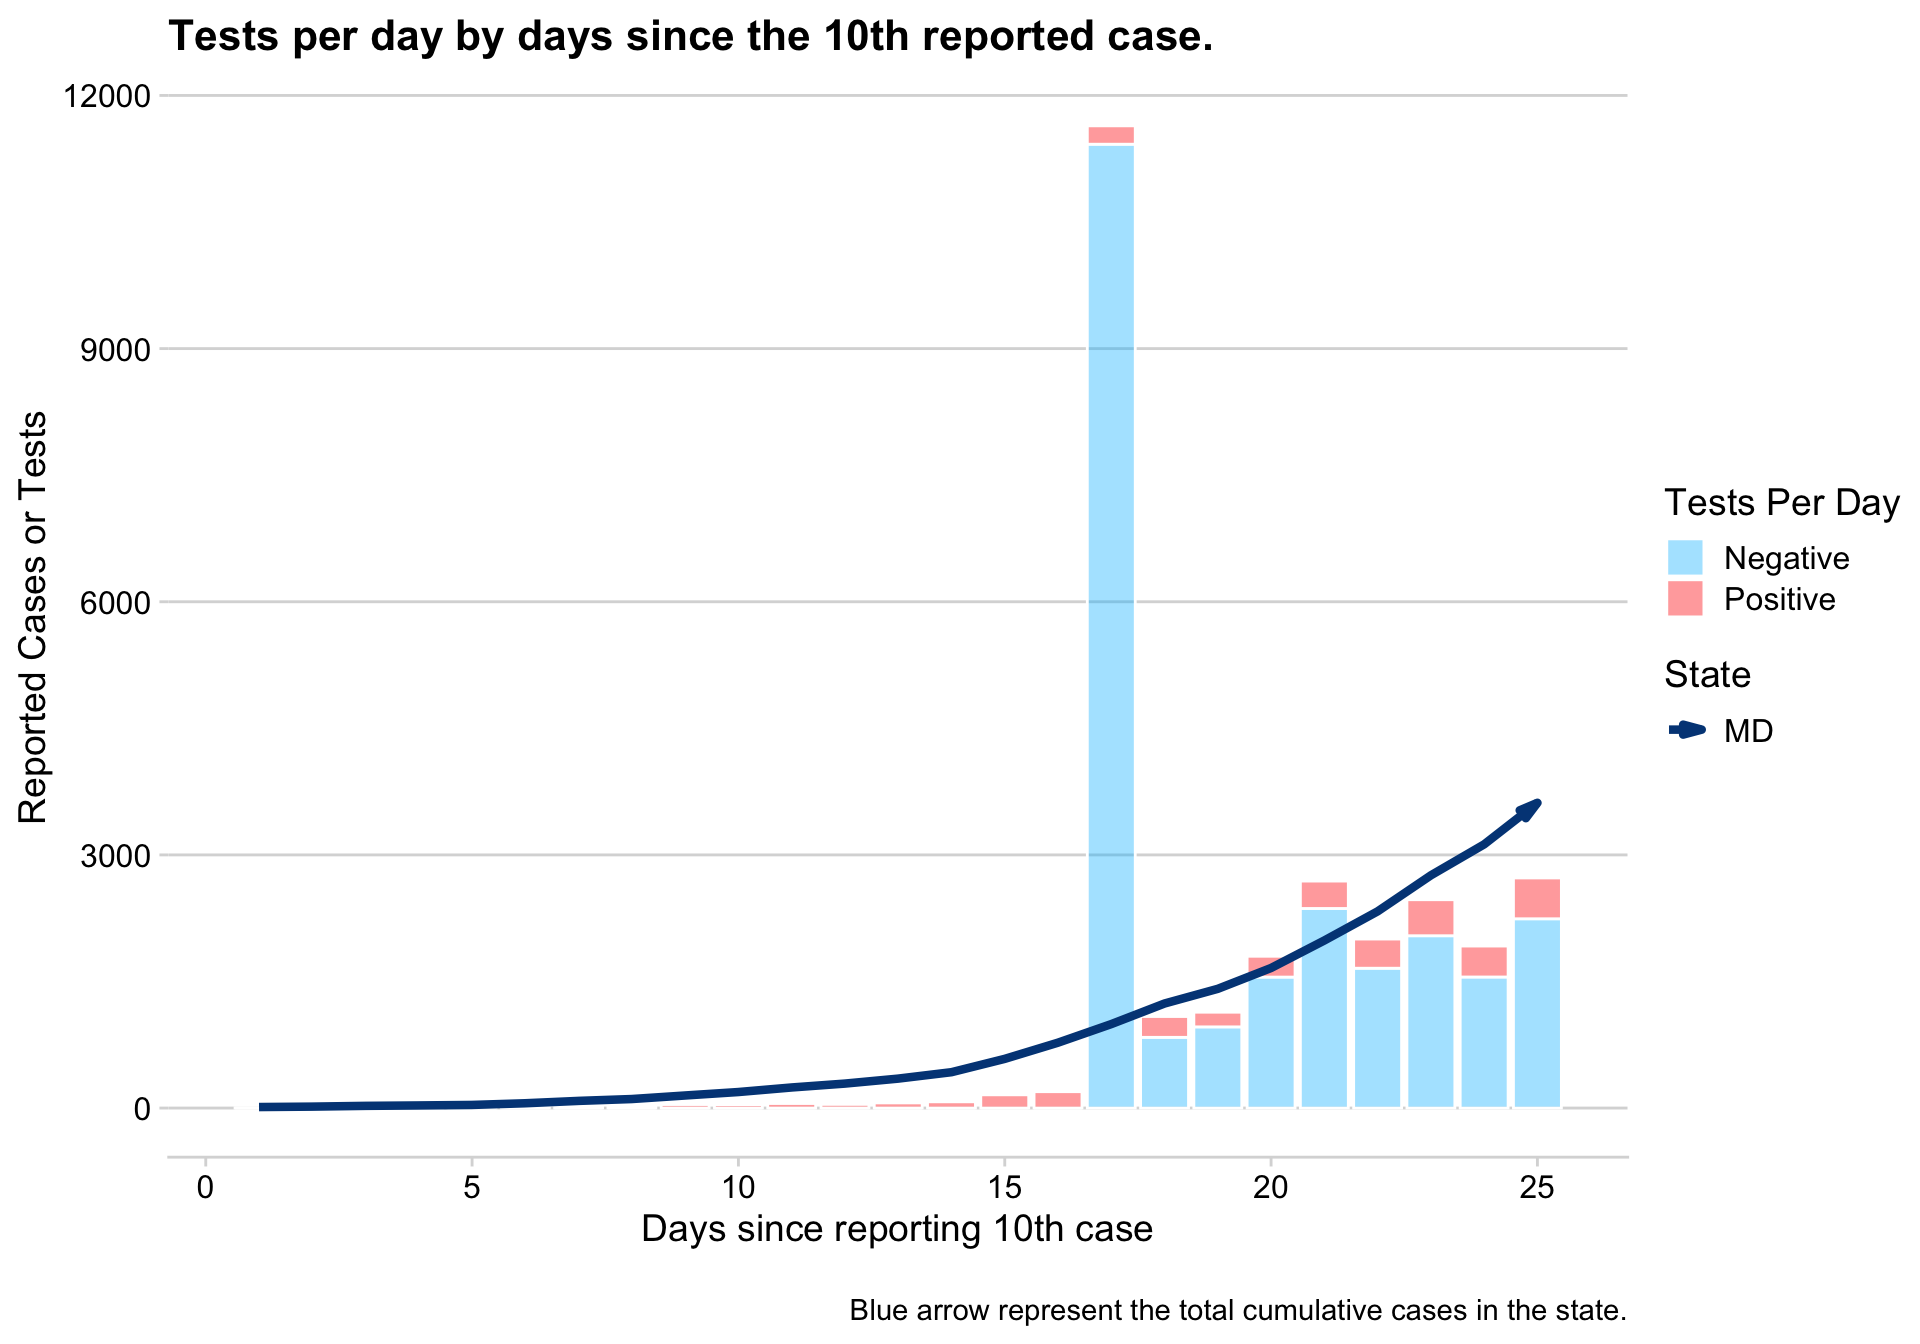 Tests per day by days since the 10th reported case.
12000
9000
6000
3000
0
Reported Cases or Tests
0 5 10 15 20 25
Days since reporting 10th case
Tests Per Day
Negative
Positive
State
MD
Blue arrow represent the total cumulative cases in the state.